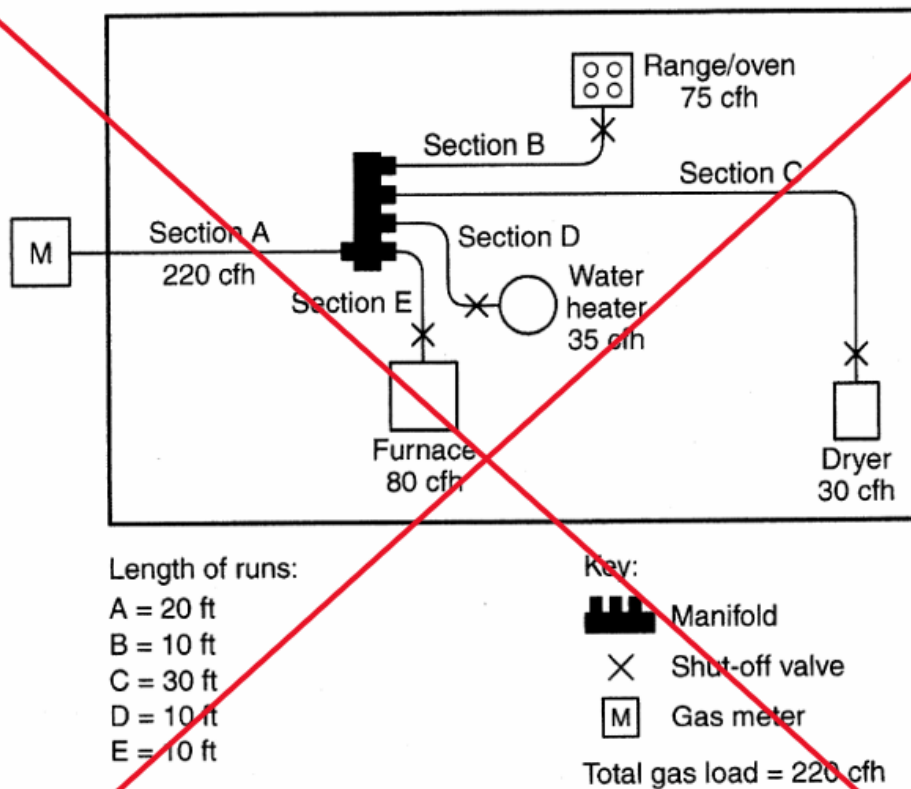 Range/oven
75 cfh
Section B
Section C
Section A
220 cfh
M
Section D
Water
heater
35 cfh
Section E
Furnace
80 cfh
Dryer
30 cfh
Length of runs:
A = 20 ft
B = 10 ft
C = 30 ft
D = 10 ft
E = 10 ft
Key:
Manifold
Shut-off valve
M Gas meter
Total gas load = 220 cfh